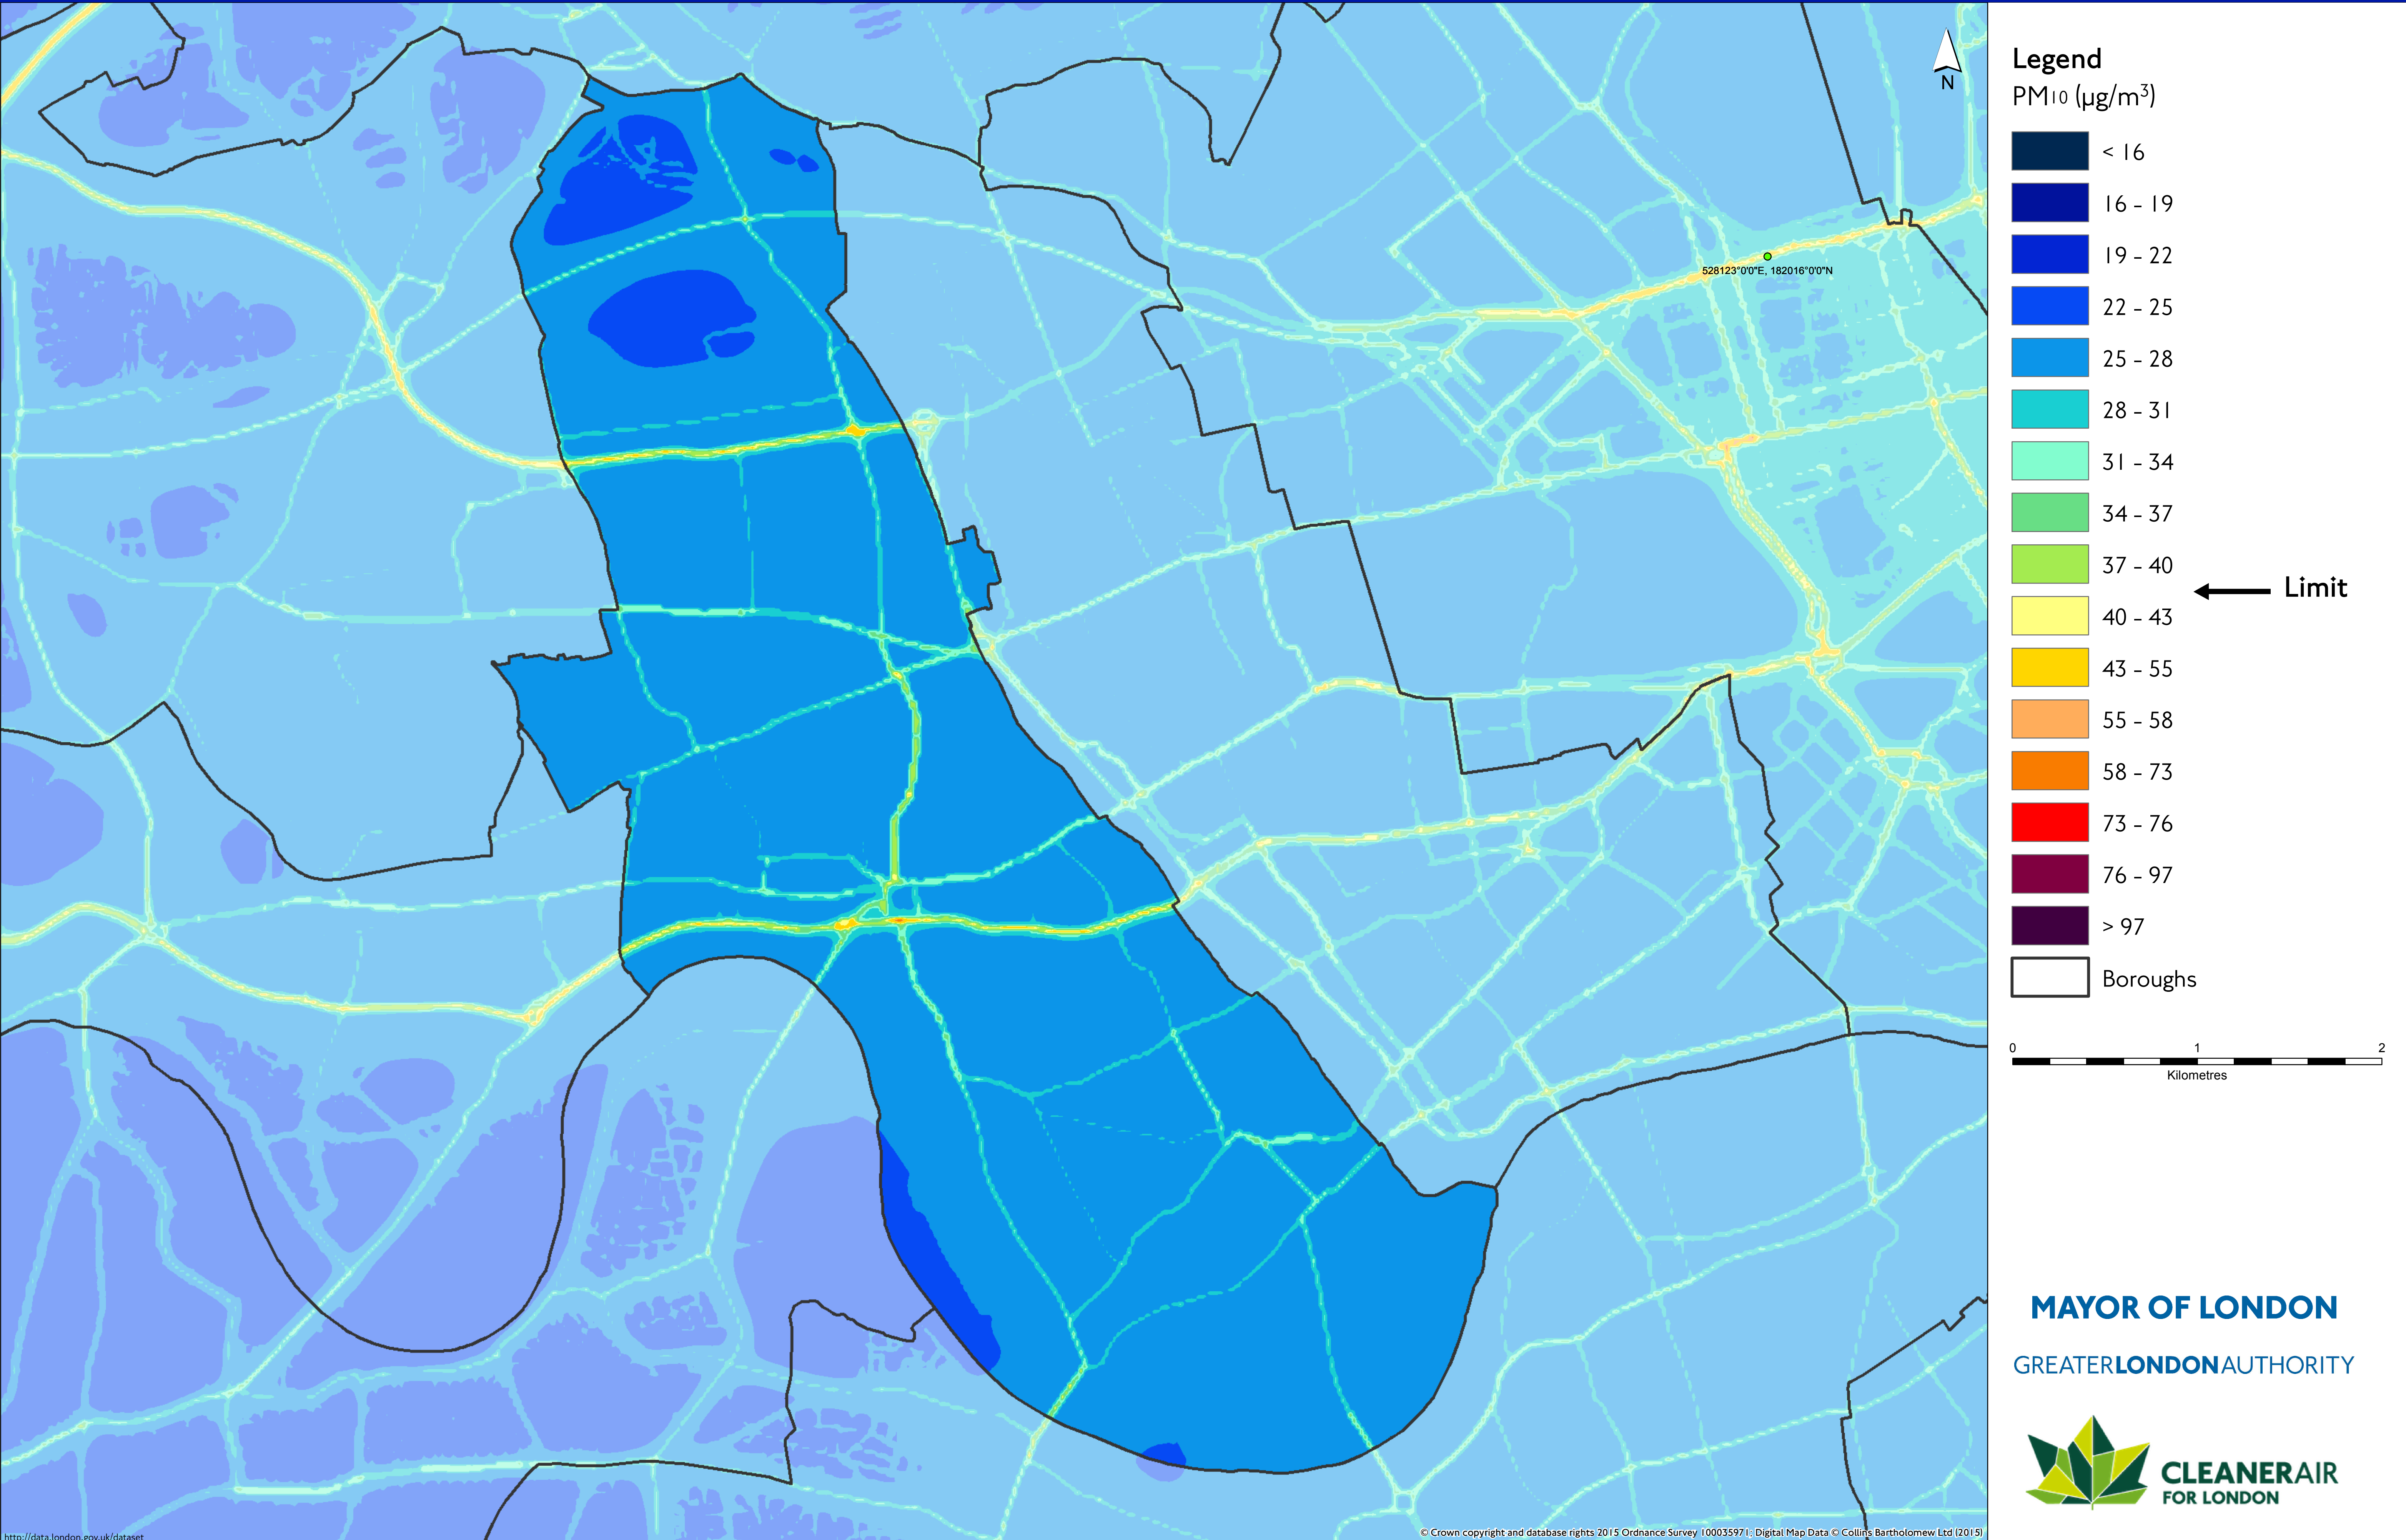 N
528123°0'0"E, 182016°0'0"N
Legend
PM10 (µg/m³)
< 16
16 - 19
19 - 22
22 - 25
25 - 28
28 - 31
31 - 34
34 - 37
37 - 40
Limit
40 - 43
43 - 55
55 - 58
58 - 73
73 - 76
76 - 97
> 97
Boroughs
0 1 2
Kilometres
MAYOR OF LONDON
GREATERLONDONAUTHORITY
CLEANERAIR
FOR LONDON
http://data.london.gov.uk/dataset
© Crown copyright and database rights 2015 Ordnance Survey 100035971; Digital Map Data © Collins Bartholomew Ltd (2015)